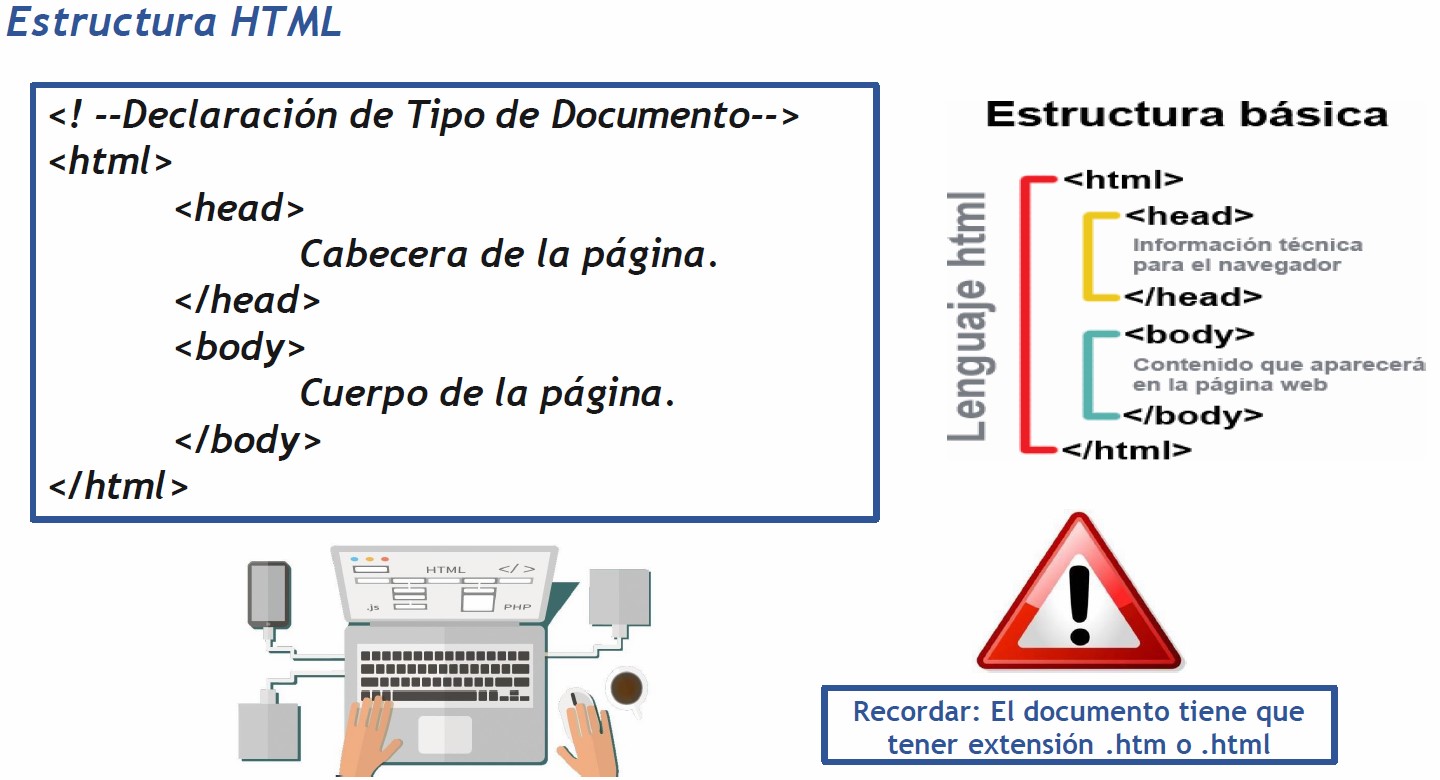 Estructura HTML
<! --Declaración de Tipo de Documento-->
<html>
<head>
Cabecera de la página.
</head>
<body>
Cuerpo de la página.
</body>
</html>
Estructura básica
Lenguaje html
<html>
<head>
Información técnica
para el navegador
</head>
<body>
Contenido que aparecerá
en la página web
</body>
</html>
HTML </>
.js PHP
Recordar: El documento tiene que
tener extensión .htm o .html